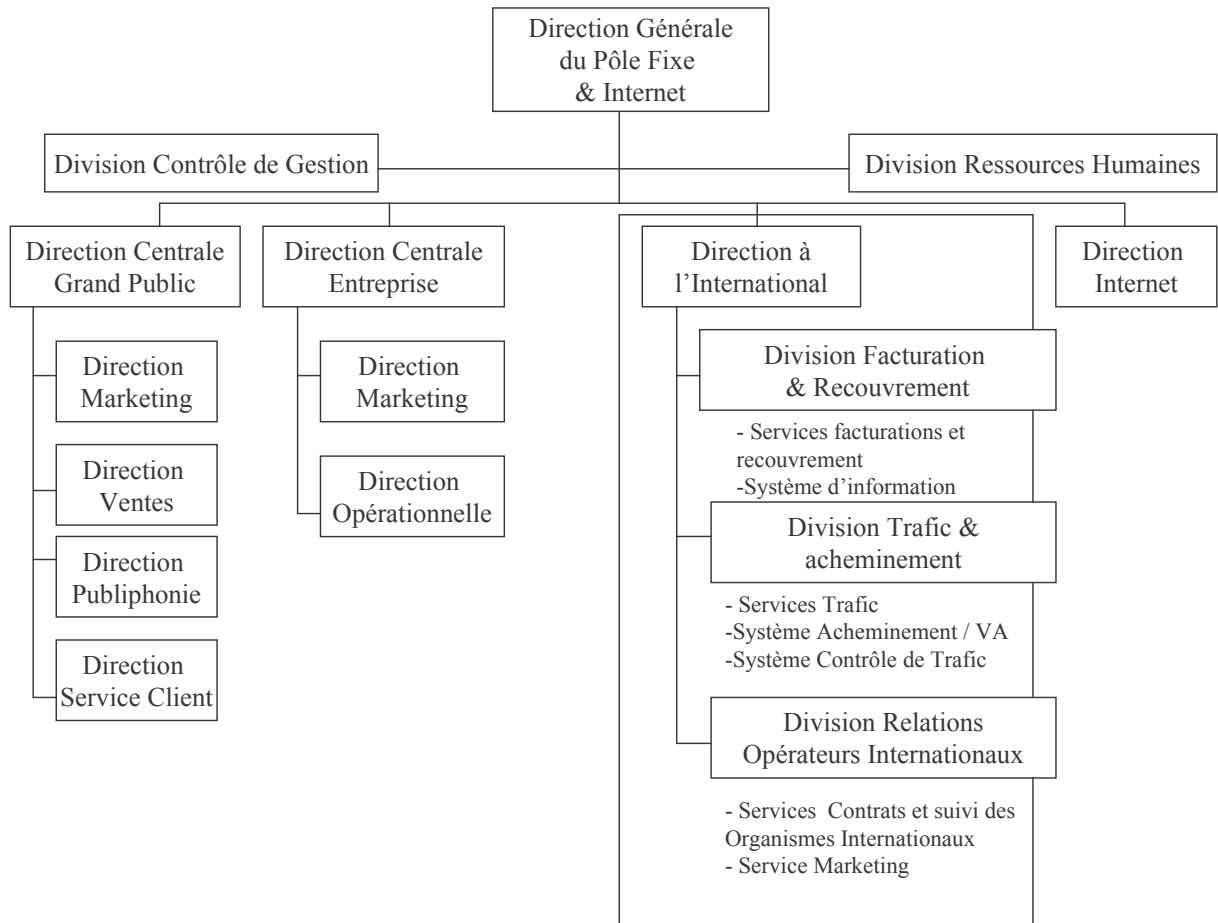 Direction Générale
du Pôle Fixe
& Internet
Division Contrôle de Gestion
Division Ressources Humaines
Direction Centrale
Grand Public
Direction
Marketing
Direction
Ventes
Direction
Publiphonie
Direction
Service Client
Direction Centrale
Entreprise
Direction
Marketing
Direction
Opérationnelle
Direction à
l’International
Division Facturation
& Recouvrement
- Services facturations et
recouvrement
-Système d’information
Division Trafic &
acheminement
- Services Trafic
-Système Acheminement / VA
-Système Contrôle de Trafic
Division Relations
Opérateurs Internationaux
- Services Contrats et suivi des
Organismes Internationaux
- Service Marketing
Direction
Internet